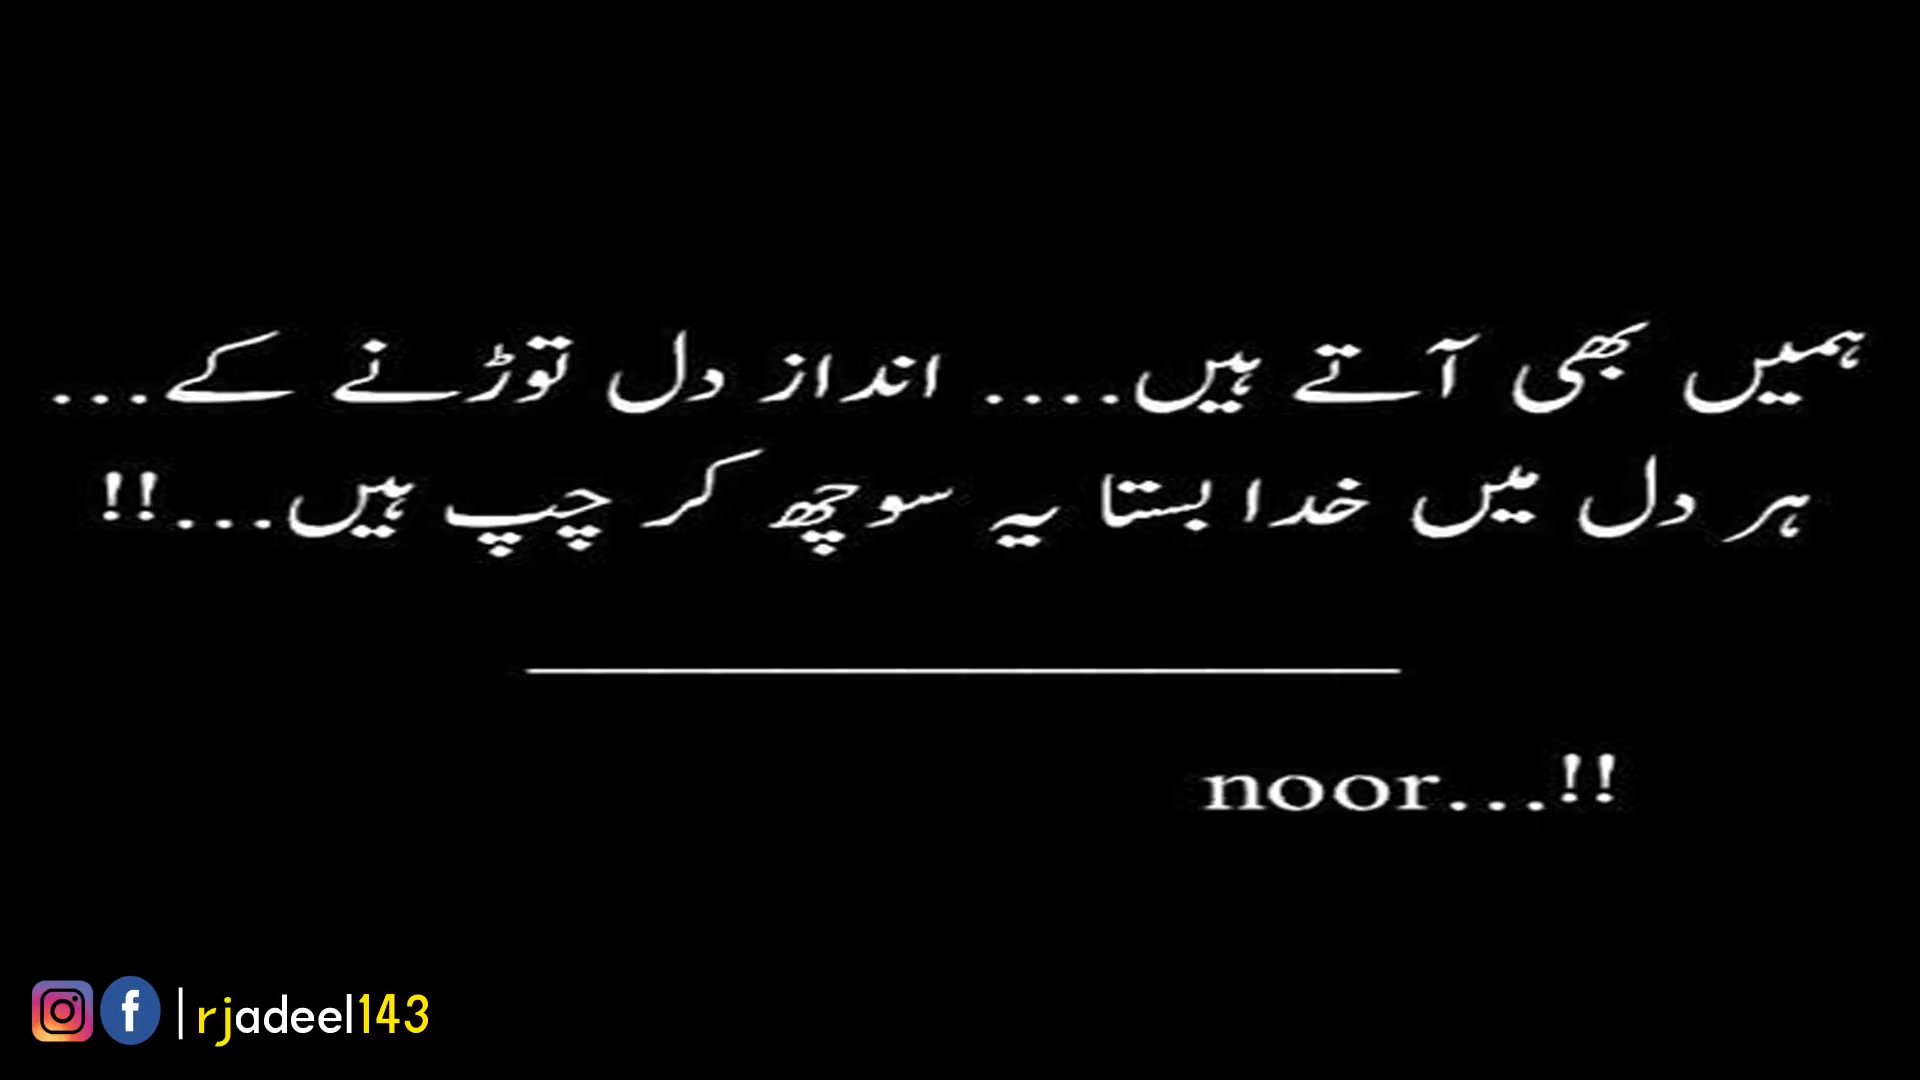 ہمیں بھی آتے ہیں.... انداز دل توڑنے کے...
ہر دل میں خدا بستا یہ سوچھ کر چپ ہیں...!!
noor...!!
rjadeel143